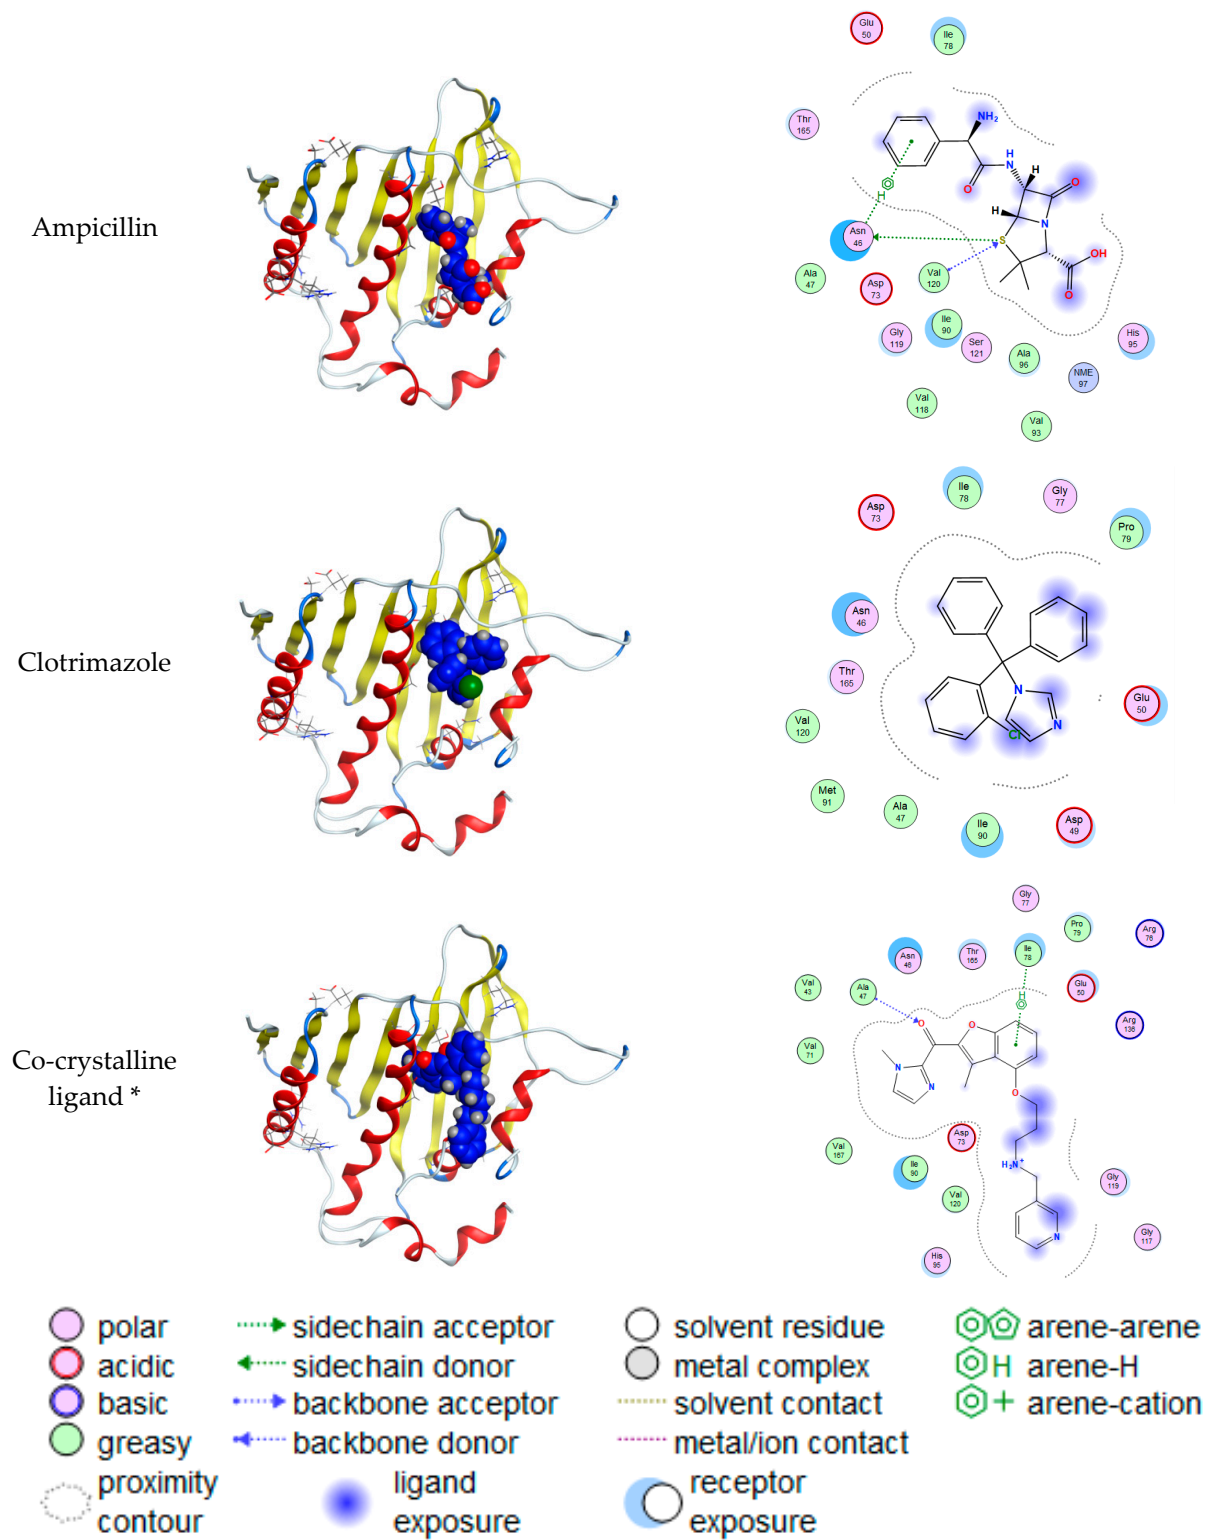 Ampicillin
Glu
50
Ile
78
Thr
165
NH2
H
N
H
O
O
H
H
N
S
Asn
46
OH
O
Ala
47
Asp
73
Val
120
Gly
119
Ile
90
Ser
121
Ala
96
His
95
NME
97
Val
118
Val
93
Clotrimazole
Asp
73
Ile
78
Gly
77
Pro
79
Asn
46
Thr
165
N
N
Cl
Glu
50
Val
120
Met
91
Ala
47
Ile
90
Asp
49
Co-crystalline
ligand *
Gly
77
Pro
79
Arg
76
Asn
46
Thr
165
Ile
78
Val
43
Ala
47
H
Glu
50
Arg
136
O
O
Val
71
N
N
O
Asp
73
Val
167
Ile
90
H2N+
Val
120
Gly
119
N
Gly
117
His
95
polar
sidechain acceptor
solvent residue
arene-arene
acidic
sidechain donor
metal complex
H arene-H
basic
backbone acceptor
solvent contact
+ arene-cation
greasy
backbone donor
metal/ion contact
proximity
contour
ligand
exposure
receptor
exposure